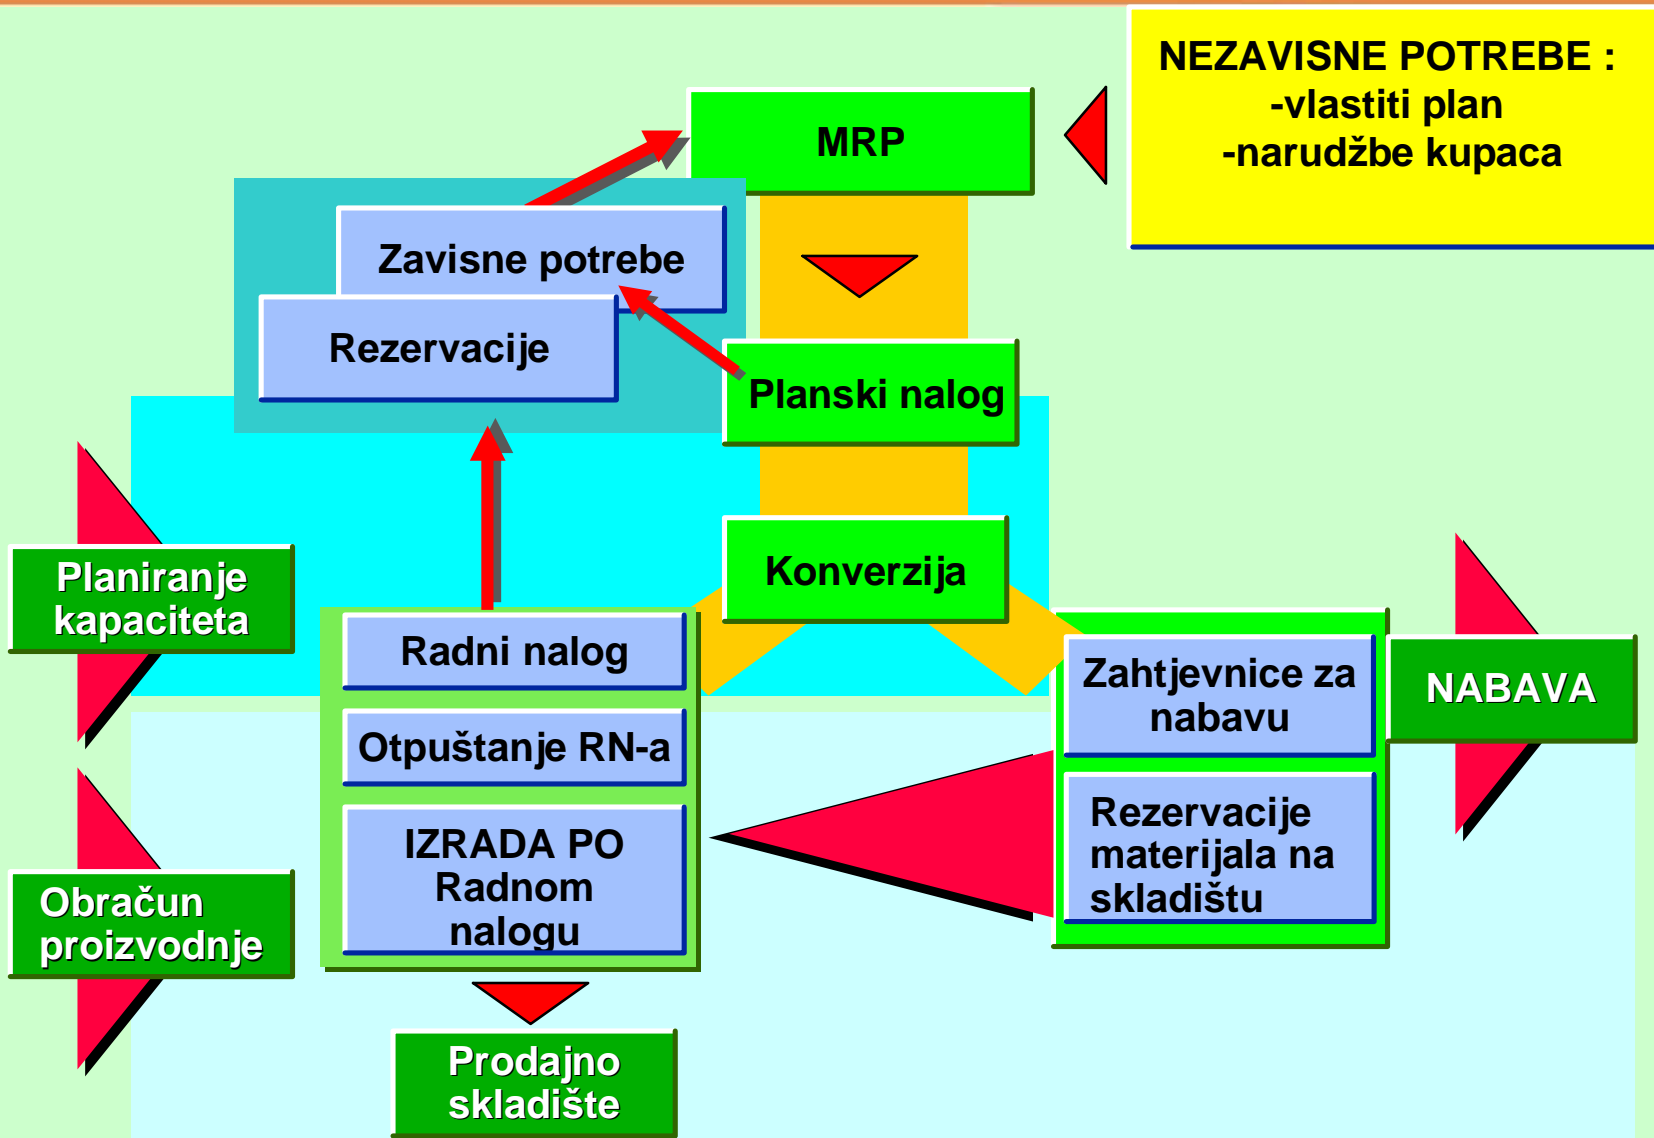 NEZAVISNE POTREBE :
-vlastiti plan
-narudžbe kupaca
MRP
Zavisne potrebe
Rezervacije
Planski nalog
Konverzija
Planiranje
kapaciteta
Radni nalog
Otpuštanje RN-a
IZRADA PO
Radnom
nalogu
Zahtjevnice za
nabavu
NABAVA
Rezervacije
materijala na
skladištu
Obračun
proizvodnje
Prodajno
skladište